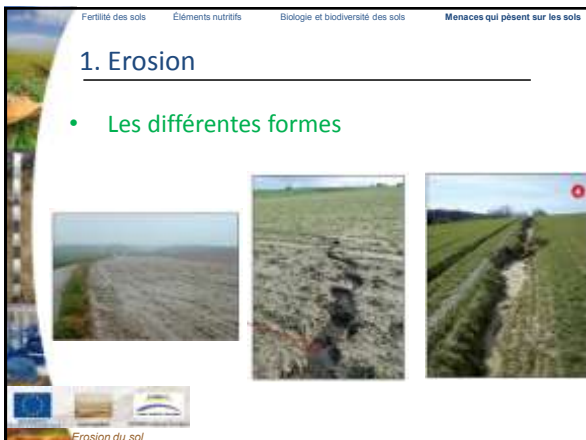 Fertilité des sols Éléments nutritifs Biologie et biodiversité des sols Menaces qui pèsent sur les sols
1. Erosion
• Les différentes formes
4
Erosion du sol